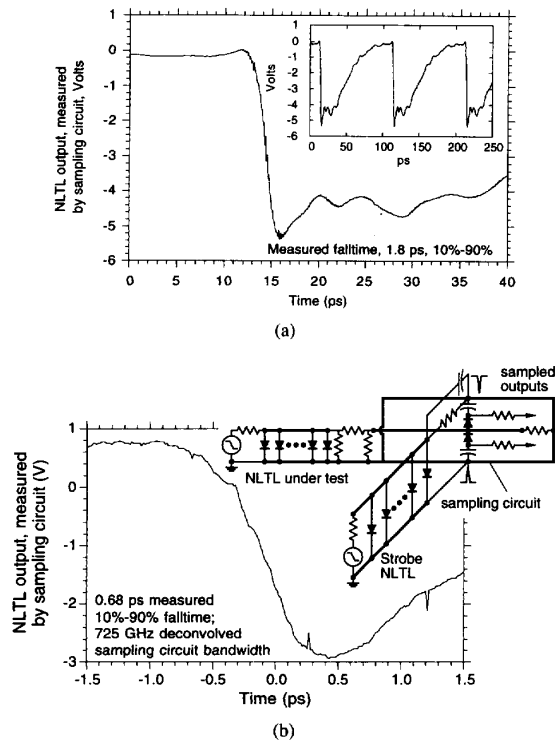 (a)
NLTL output, measured
by sampling circuit, Volts
1
0
-1
-2
-3
-4
-5
-6
0
5
10
15
20
25
30
35
40
Time (ps)
Volts
1
0
-1
-2
-3
-4
-5
-6
0
50
100
150
200
250
ps
Measured falltime, 1.8 ps, 10%-90%
(a)
(b)
NLTL output, measured
by sampling circuit (V)
1
0
-1
-2
-3
-1.5
-1.0
-0.5
0.0
0.5
1.0
1.5
Time (ps)
sampled
outputs
NLTL under test
sampling circuit
Strobe
NLTL
0.68 ps measured
10%-90% falltime;
725 GHz deconvolved
sampling circuit bandwidth
(b)